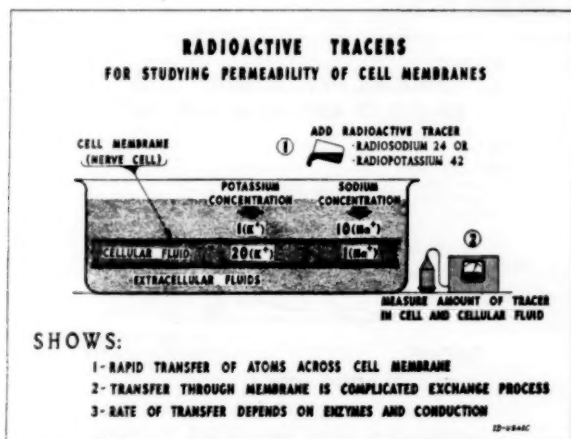 RADIOACTIVE TRACERS
FOR STUDYING PERMEABILITY OF CELL MEMBRANES
CELL MEMBRANE
(NERVE CELL)
1
ADD RADIOACTIVE TRACER
-RADIOSODIUM 24 OR
-RADIOPOTASSIUM 42
POTASSIUM
CONCENTRATION
SODIUM
CONCENTRATION
1(K+)
10(Na+)
2
CELLULAR FLUID
20(K+)
1(Na+)
EXTRACELLULAR FLUIDS
MEASURE AMOUNT OF TRACER
IN CELL AND CELLULAR FLUID
SHOWS:
1- RAPID TRANSFER OF ATOMS ACROSS CELL MEMBRANE
2- TRANSFER THROUGH MEMBRANE IS COMPLICATED EXCHANGE PROCESS
3- RATE OF TRANSFER DEPENDS ON ENZYMES AND CONDUCTION